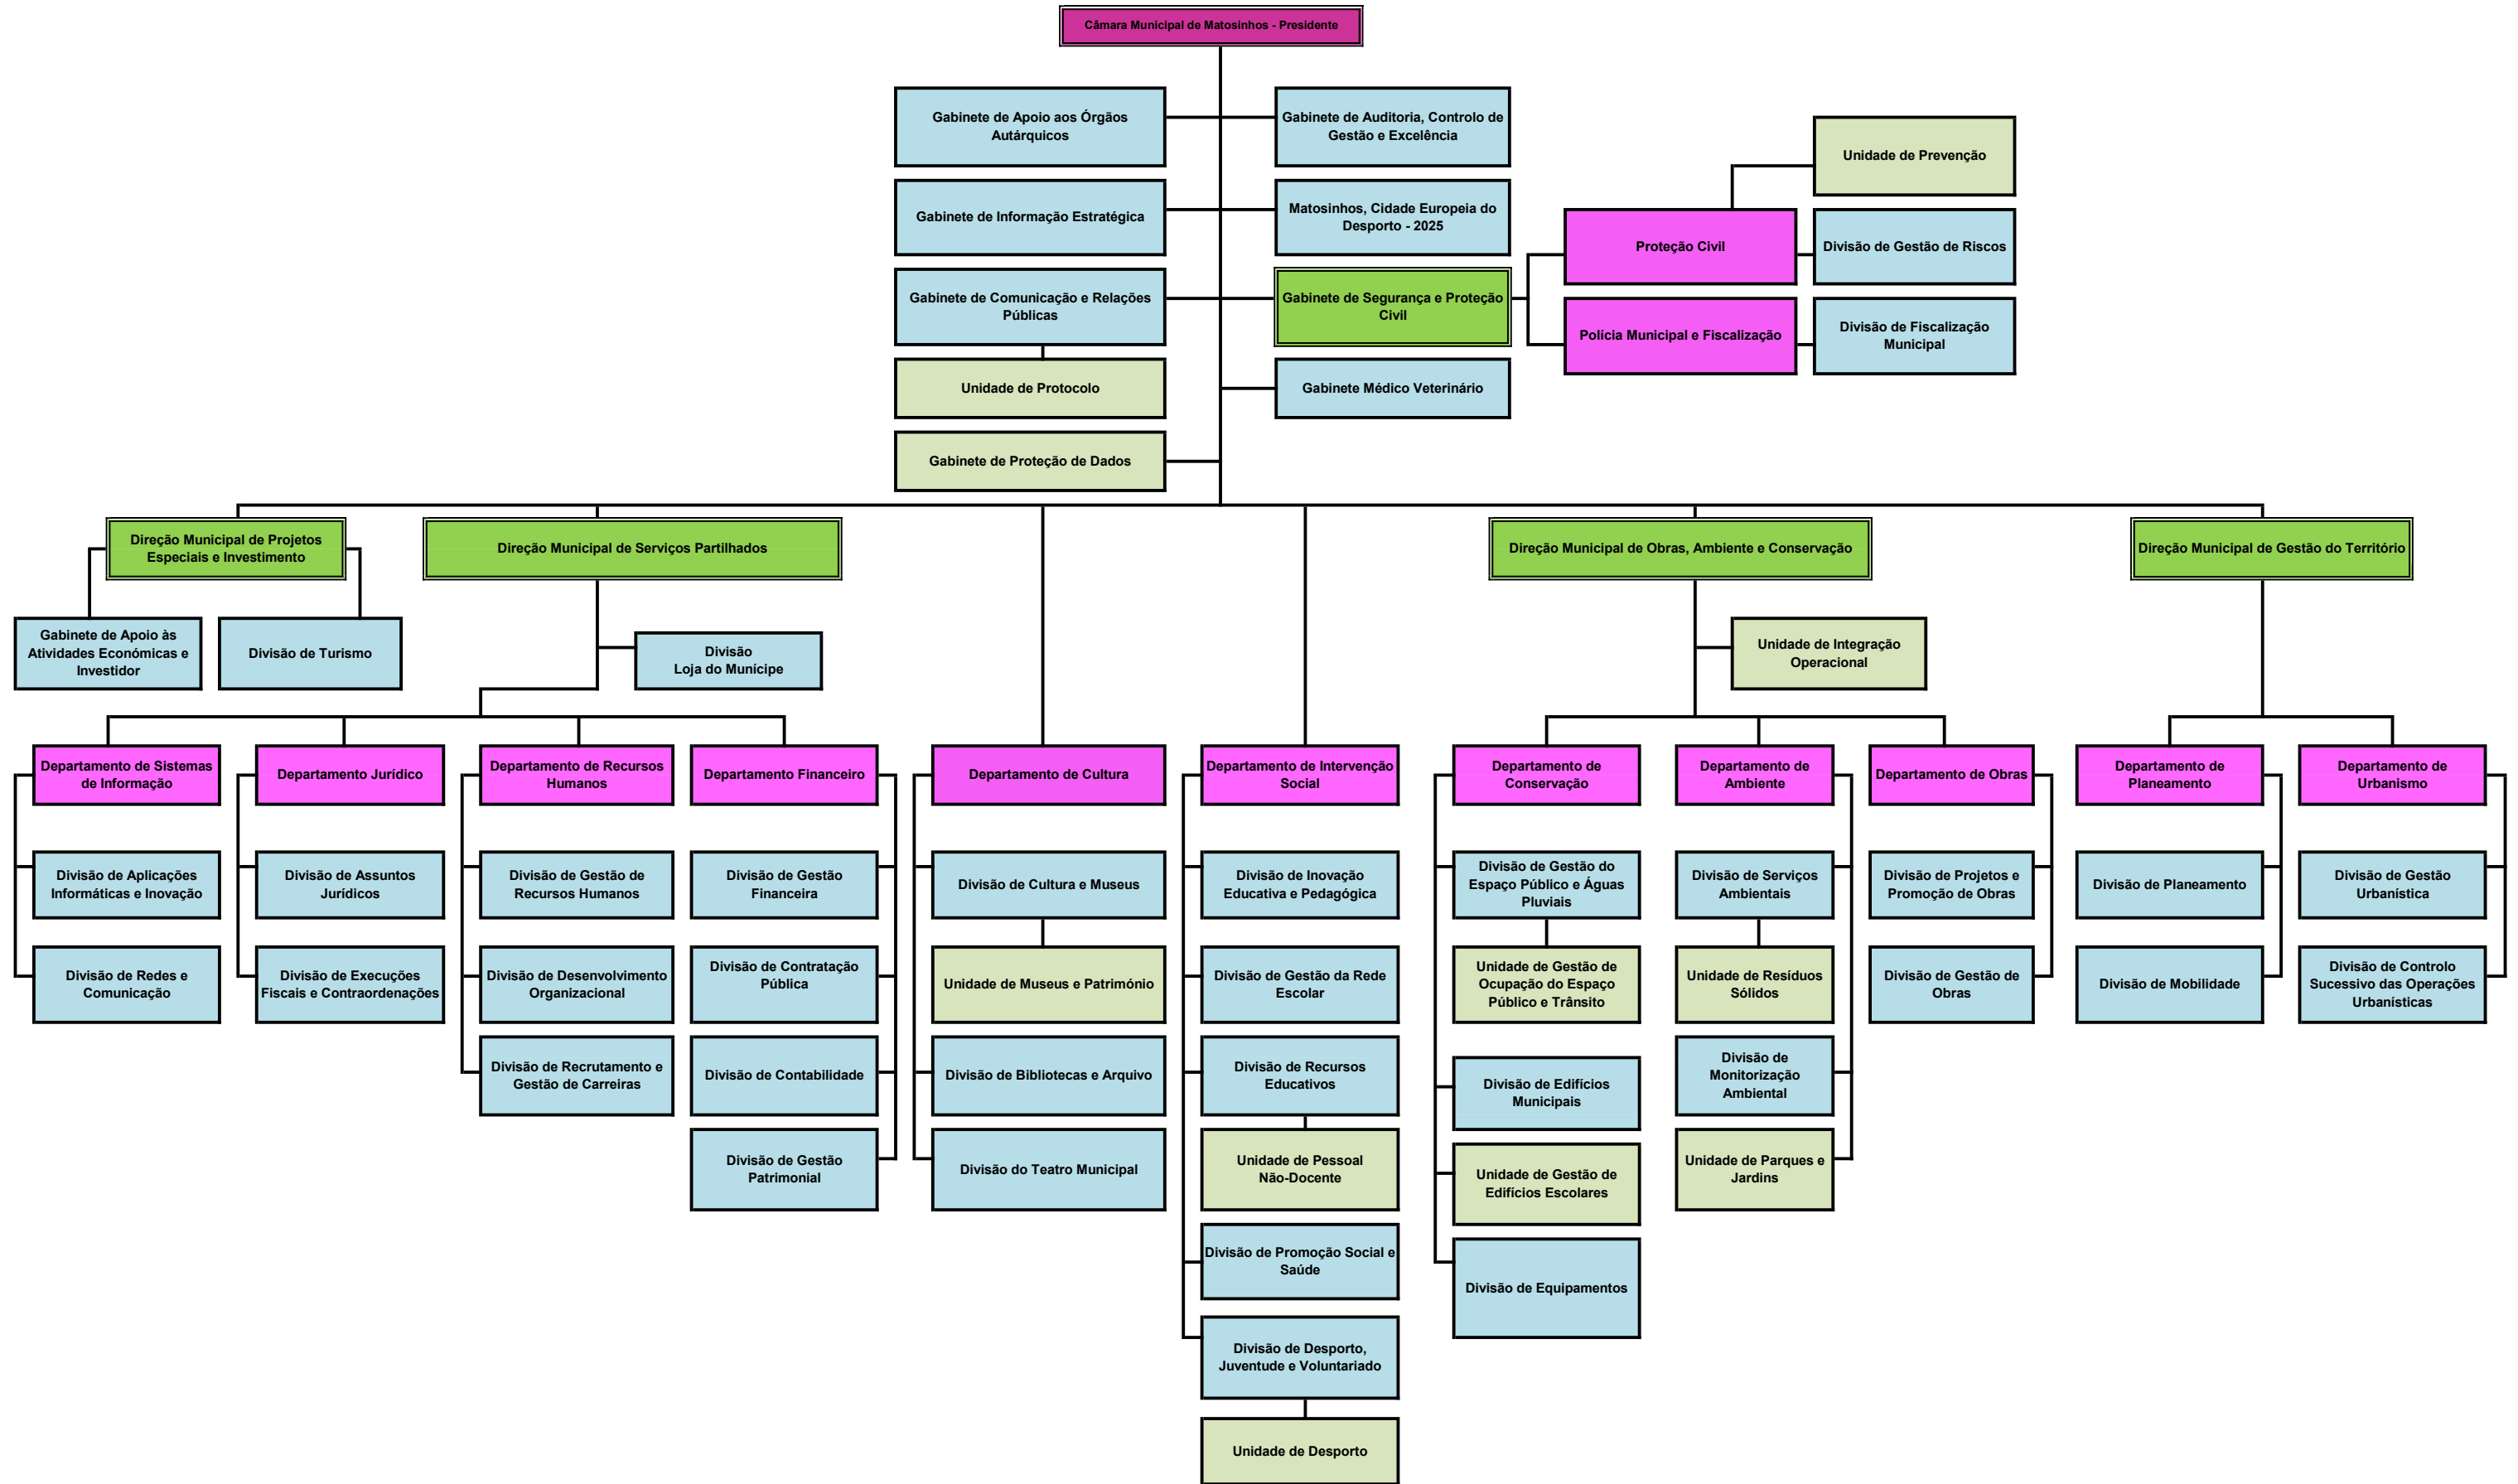 Câmara Municipal de Matosinhos - Presidente
Gabinete de Apoio aos Órgãos
Autárquicos
Gabinete de Auditoria, Controlo de
Gestão e Excelência
Unidade de Prevenção
Gabinete de Informação Estratégica
Matosinhos, Cidade Europeia do
Desporto - 2025
Proteção Civil
Divisão de Gestão de Riscos
Gabinete de Comunicação e Relações
Públicas
Gabinete de Segurança e Proteção
Civil
Polícia Municipal e Fiscalização
Divisão de Fiscalização
Municipal
Unidade de Protocolo
Gabinete Médico Veterinário
Gabinete de Proteção de Dados
Direção Municipal de Projetos
Especiais e Investimento
Direção Municipal de Serviços Partilhados
Direção Municipal de Obras, Ambiente e Conservação
Direção Municipal de Gestão do Território
Gabinete de Apoio às
Atividades Económicas e
Investidor
Divisão de Turismo
Divisão
Loja do Munícipe
Unidade de Integração
Operacional
Departamento de Sistemas
de Informação
Departamento Jurídico
Departamento de Recursos
Humanos
Departamento Financeiro
Departamento de Cultura
Departamento de Intervenção
Social
Departamento de
Conservação
Departamento de
Ambiente
Departamento de Obras
Departamento de
Planeamento
Departamento de
Urbanismo
Divisão de Aplicações
Informáticas e Inovação
Divisão de Assuntos
Jurídicos
Divisão de Gestão de
Recursos Humanos
Divisão de Gestão
Financeira
Divisão de Cultura e Museus
Divisão de Inovação
Educativa e Pedagógica
Divisão de Gestão do
Espaço Público e Águas
Pluviais
Divisão de Serviços
Ambientais
Divisão de Projetos e
Promoção de Obras
Divisão de Planeamento
Divisão de Gestão
Urbanística
Divisão de Redes e
Comunicação
Divisão de Execuções
Fiscais e Contraordenações
Divisão de Desenvolvimento
Organizacional
Divisão de Contratação
Pública
Unidade de Museus e Património
Divisão de Gestão da Rede
Escolar
Unidade de Gestão de
Ocupação do Espaço
Público e Trânsito
Unidade de Resíduos
Sólidos
Divisão de Gestão de
Obras
Divisão de Mobilidade
Divisão de Controlo
Sucessivo das Operações
Urbanísticas
Divisão de Recrutamento e
Gestão de Carreiras
Divisão de Contabilidade
Divisão de Bibliotecas e Arquivo
Divisão de Recursos
Educativos
Divisão de Edifícios
Municipais
Divisão de
Monitorização
Ambiental
Divisão de Gestão
Patrimonial
Divisão do Teatro Municipal
Unidade de Pessoal
Não-Docente
Unidade de Gestão de
Edifícios Escolares
Unidade de Parques e
Jardins
Divisão de Promoção Social e
Saúde
Divisão de Equipamentos
Divisão de Desporto,
Juventude e Voluntariado
Unidade de Desporto